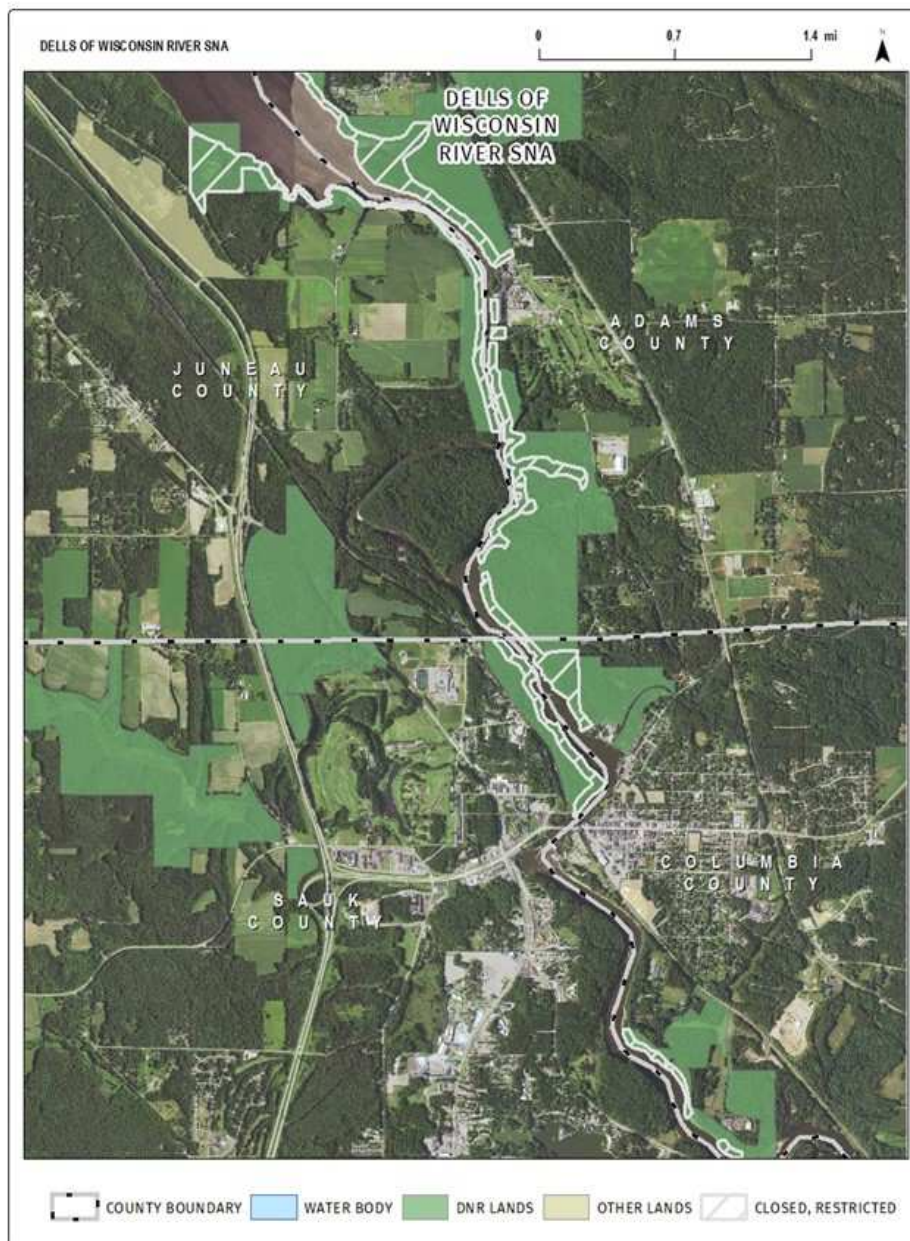 DELLS OF WISCONSIN RIVER SNA
0 0.7 1.4 mi
N
DELLS OF
WISCONSIN
RIVER SNA
ADAMS
COUNTY
JUNEAU
COUNTY
COLUMBIA
COUNTY
SAUK
COUNTY
COUNTY BOUNDARY WATER BODY DNR LANDS OTHER LANDS CLOSED, RESTRICTED